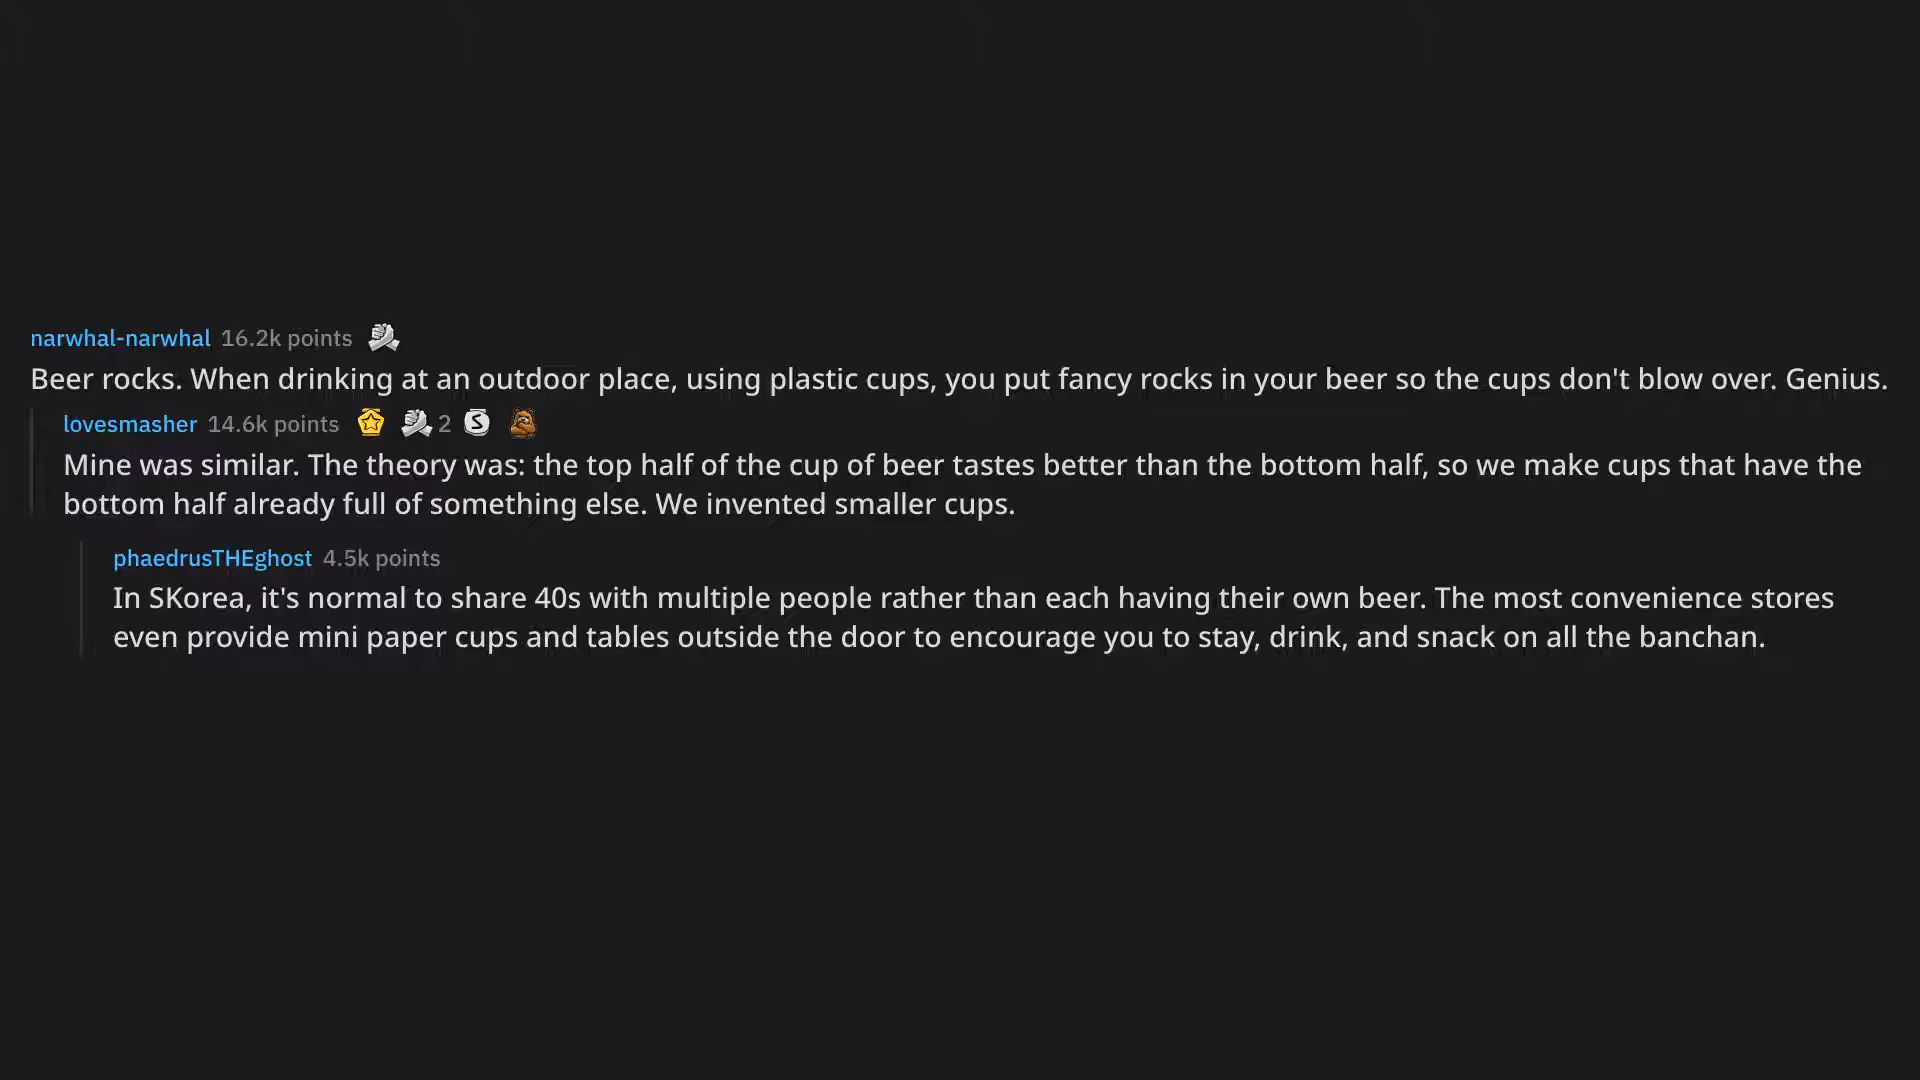 narwhal-narwhal 16.2k points
Beer rocks. When drinking at an outdoor place, using plastic cups, you put fancy rocks in your beer so the cups don't blow over. Genius.
lovesmasher 14.6k points 2 S
Mine was similar. The theory was: the top half of the cup of beer tastes better than the bottom half, so we make cups that have the
bottom half already full of something else. We invented smaller cups.
phaedrusTHEghost 4.5k points
In SKorea, it's normal to share 40s with multiple people rather than each having their own beer. The most convenience stores
even provide mini paper cups and tables outside the door to encourage you to stay, drink, and snack on all the banchan.